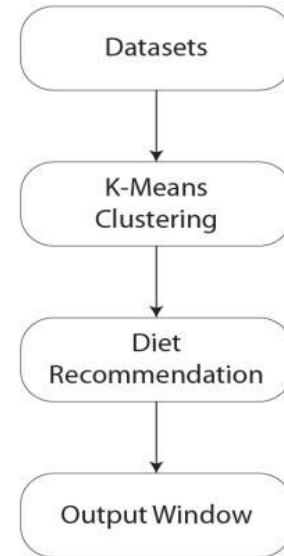 Datasets
K-Means
Clustering
Diet
Recommendation
Output Window